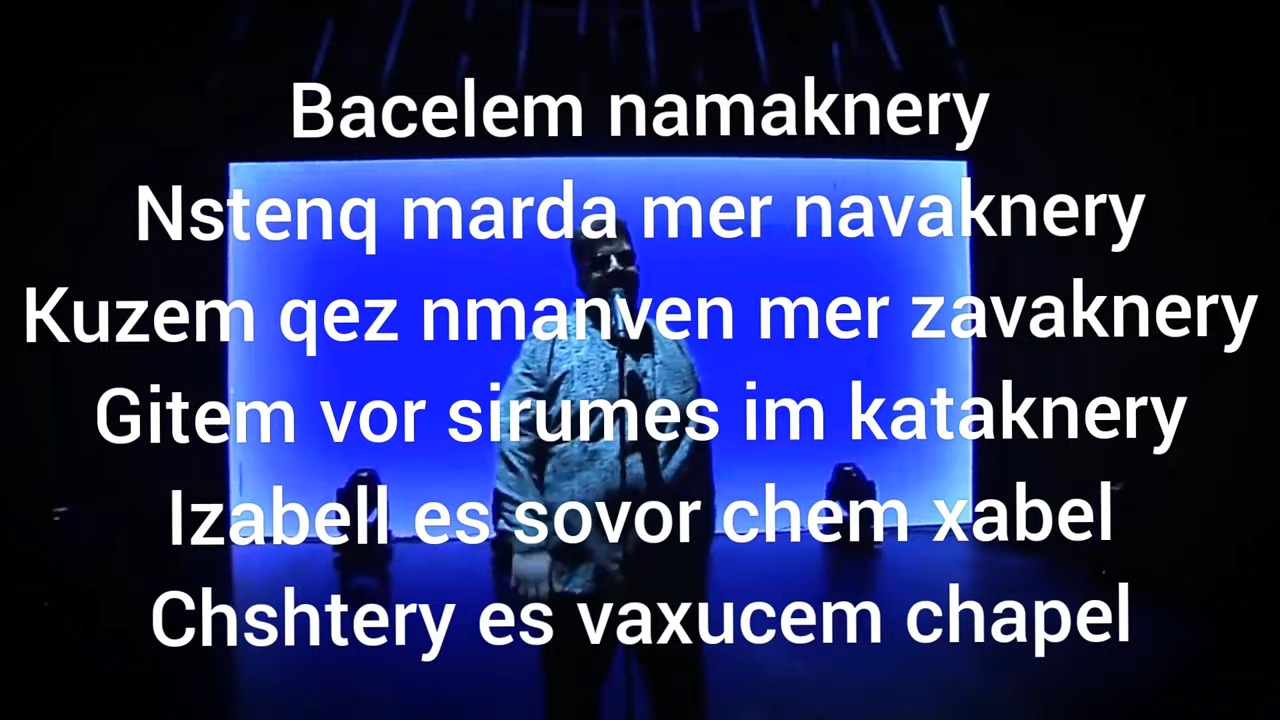 Bacelem namaknery
Nstenq marda mer navaknery
Kuzem qez nmanven mer zavaknery
Gitem vor sirumes im kataknery
Izabell es sovor chem xabel
Chshtery es vaxucem chapel